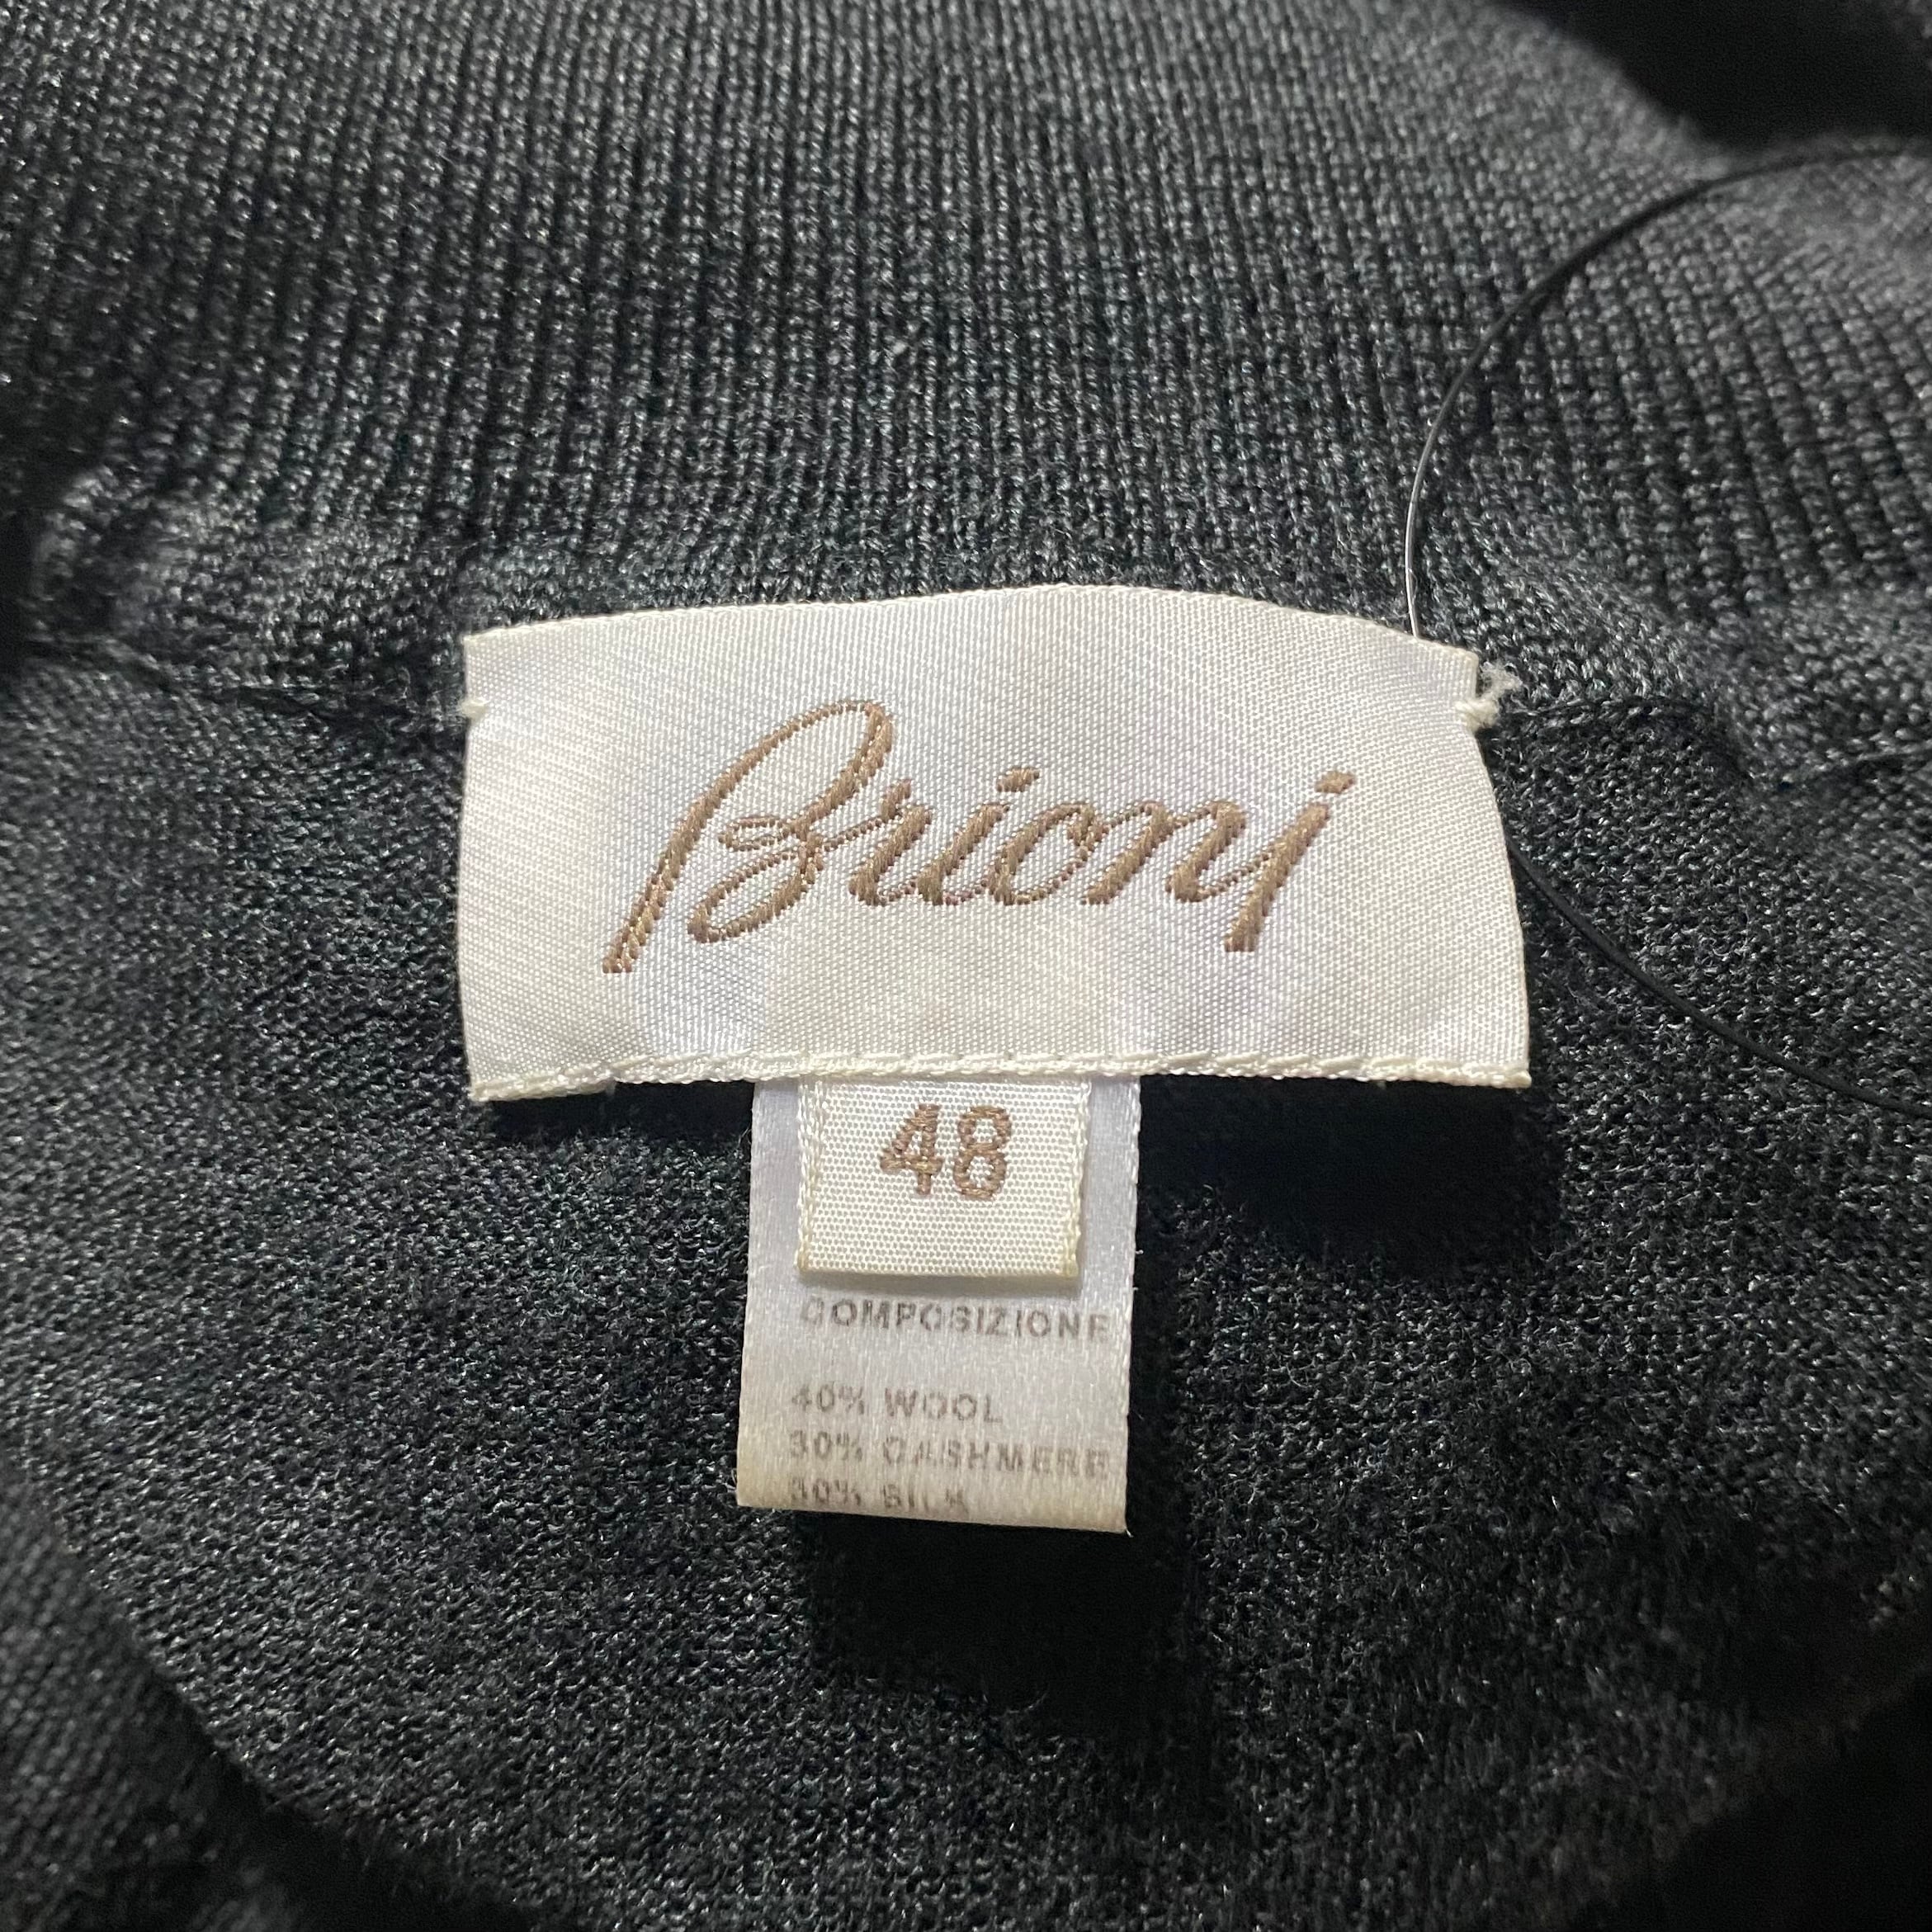 Brioni
48
COMPOSIZIONE
40% WOOL
30% CASHMERE
30% SILK